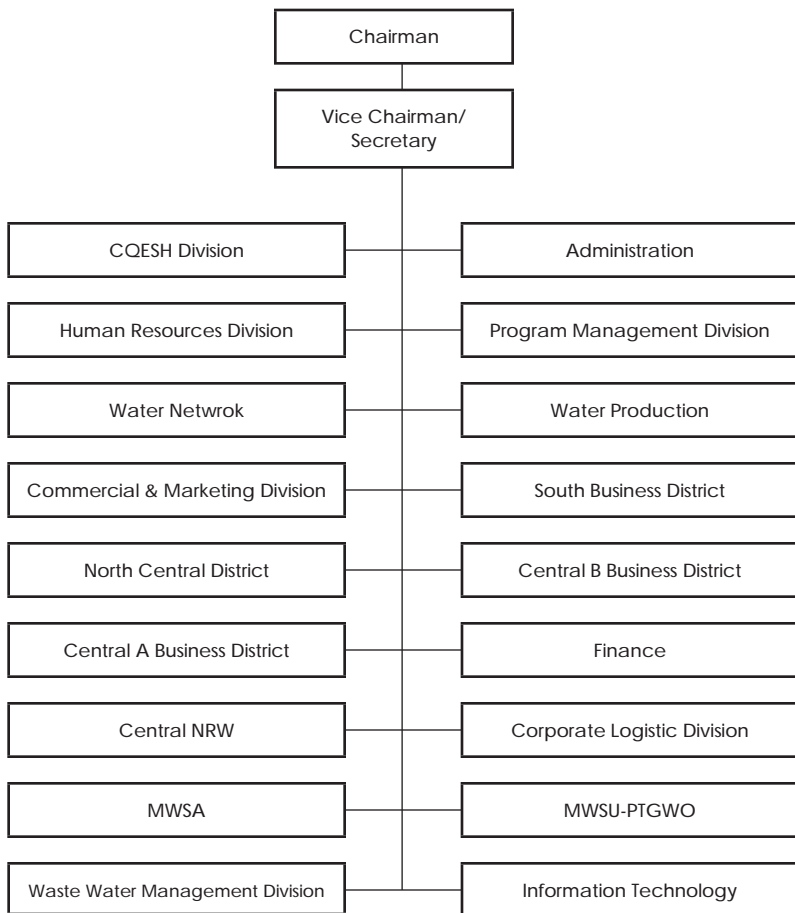 Chairman
Vice Chairman/
Secretary
CQESH Division
Administration
Human Resources Division
Program Management Division
Water Netwrok
Water Production
Commercial & Marketing Division
South Business District
North Central District
Central B Business District
Central A Business District
Finance
Central NRW
Corporate Logistic Division
MWSA
MWSU-PTGWO
Waste Water Management Division
Information Technology